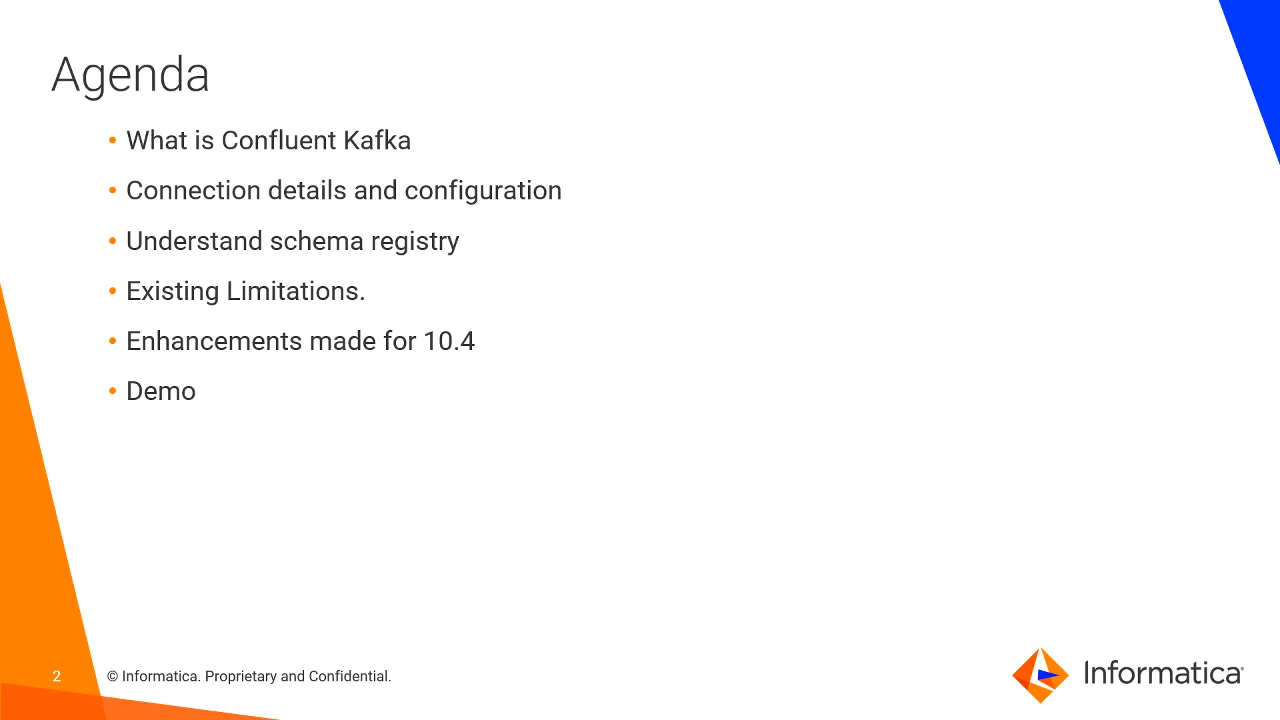 Agenda
• What is Confluent Kafka
• Connection details and configuration
• Understand schema registry
• Existing Limitations.
• Enhancements made for 10.4
• Demo
2
© Informatica. Proprietary and Confidential.
Informatica